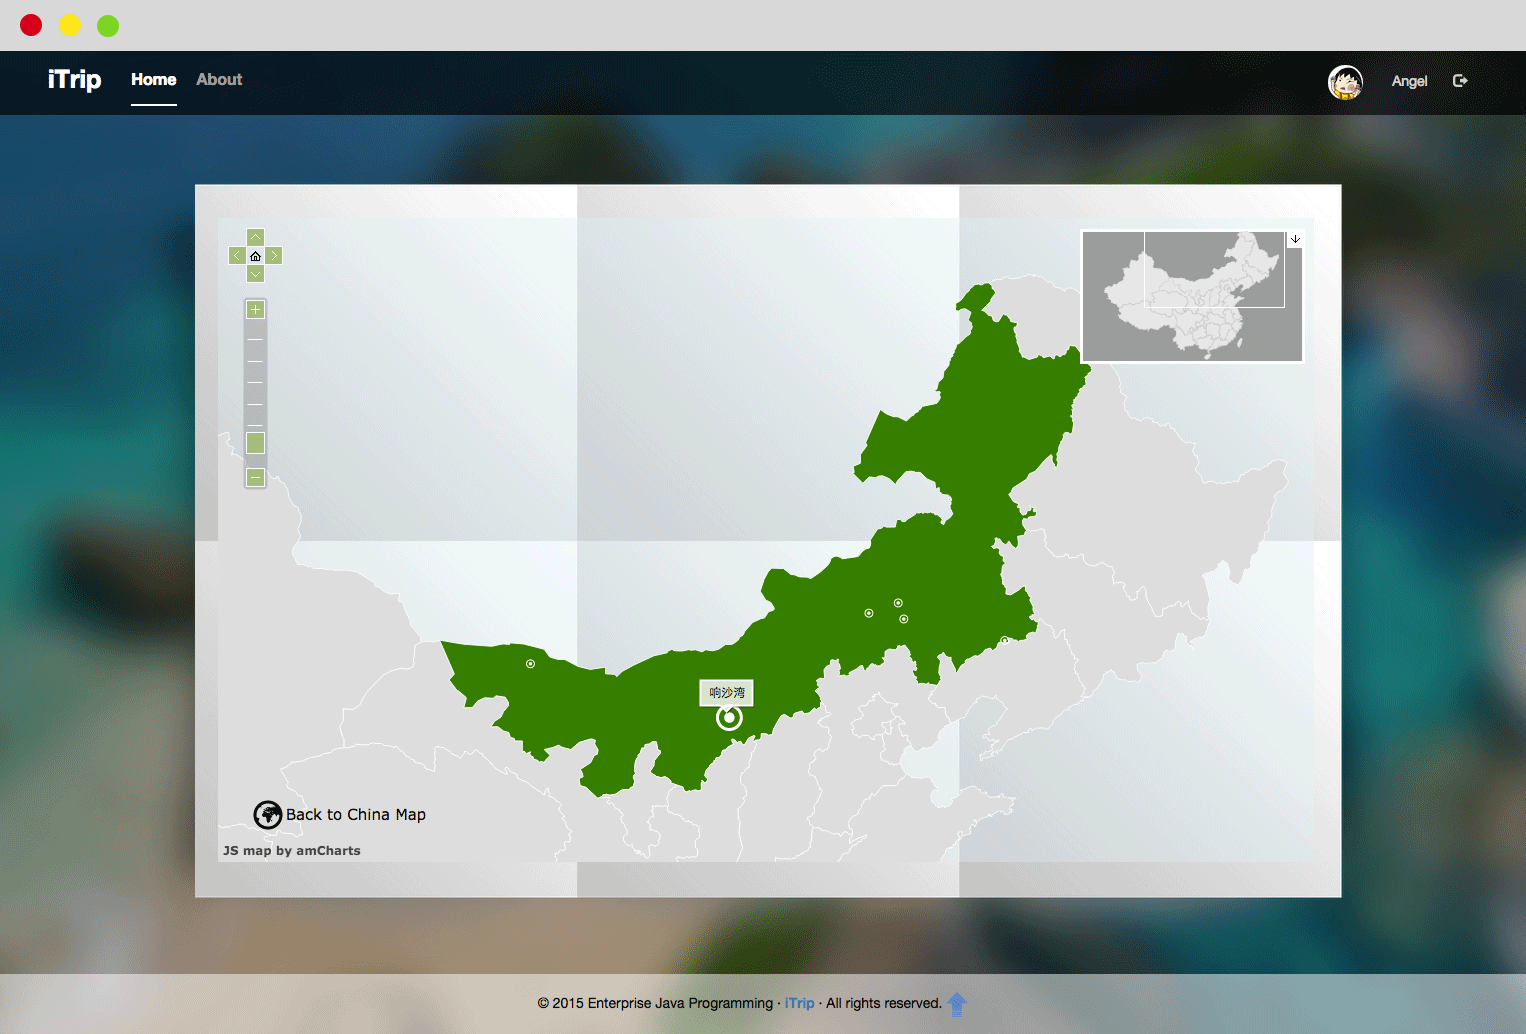 iTrip Home About Angel
响沙湾
Back to China Map
JS map by amCharts
© 2015 Enterprise Java Programming · iTrip · All rights reserved.